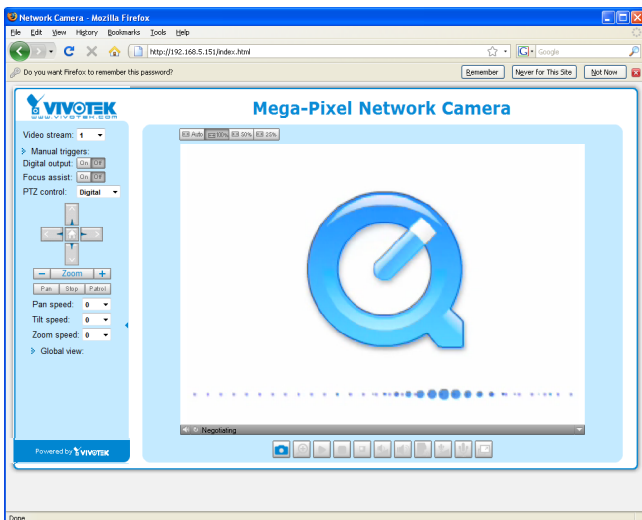 Network Camera - Mozilla Firefox
File Edit View History Bookmarks Tools Help
http://192.168.5.151/index.html
Google
Do you want Firefox to remember this password?
Remember Never for This Site Not Now
VIVOTEK
WWW.VIVOTEK.COM
Mega-Pixel Network Camera
Video stream: 1
Auto 100% 50% 25%
Manual triggers:
Digital output: On Off
Focus assist: On Off
PTZ control: Digital
Zoom
Pan Stop Patrol
Pan speed: 0
Tilt speed: 0
Zoom speed: 0
Global view:
Negotiating
Powered by VIVOTEK
Done